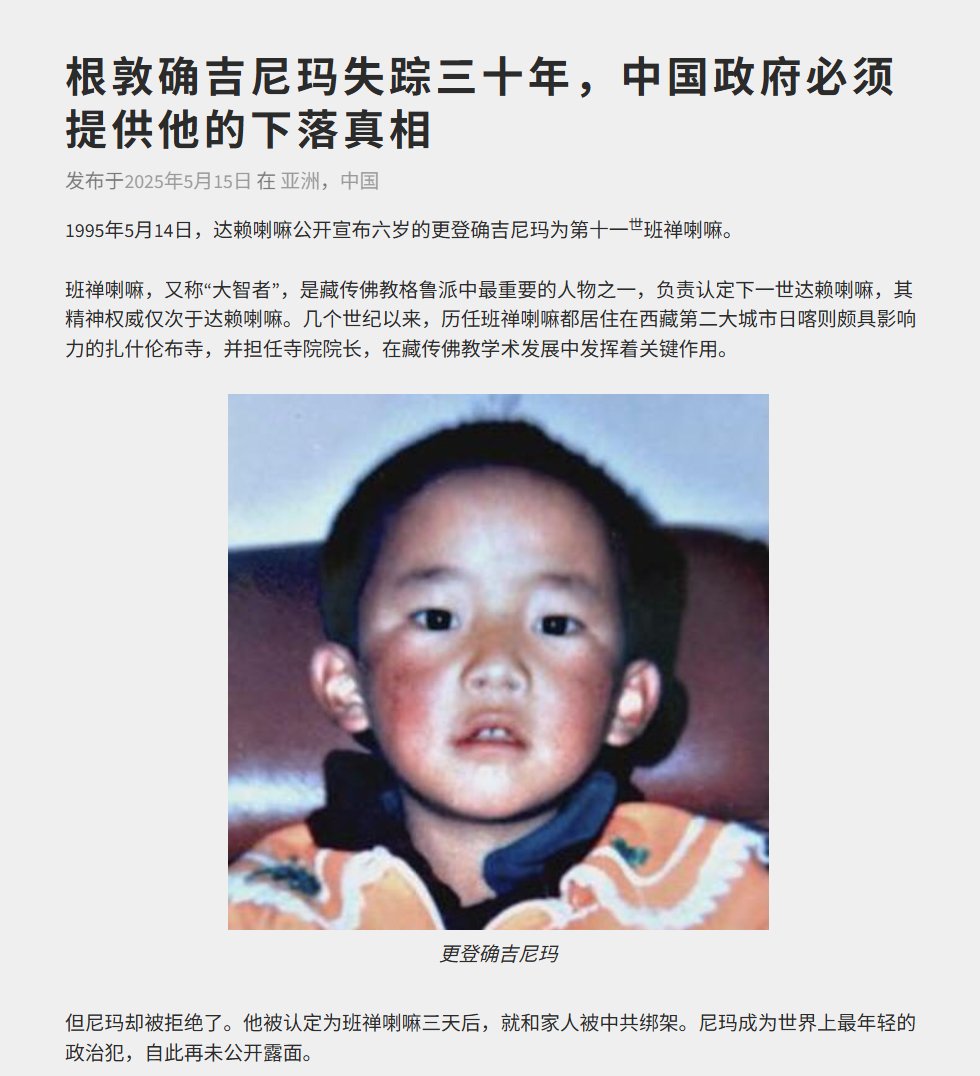 根敦确吉尼玛失踪三十年，中国政府必须
提供他的下落真相
发布于2025年5月15日 在 亚洲，中国
1995年5月14日，达赖喇嘛公开宣布六岁的更登确吉尼玛为第十一世班禅喇嘛。
班禅喇嘛，又称“大智者”，是藏传佛教格鲁派中最重要的人物之一，负责认定下一世达赖喇嘛，其
精神权威仅次于达赖喇嘛。几个世纪以来，历任班禅喇嘛都居住在西藏第二大城市日喀则颇具影响
力的扎什伦布寺，并担任寺院院长，在藏传佛教学术发展中发挥着关键作用。
更登确吉尼玛
但尼玛却被拒绝了。他被认定为班禅喇嘛三天后，就和家人被中共绑架。尼玛成为世界上最年轻的
政治犯，自此再未公开露面。